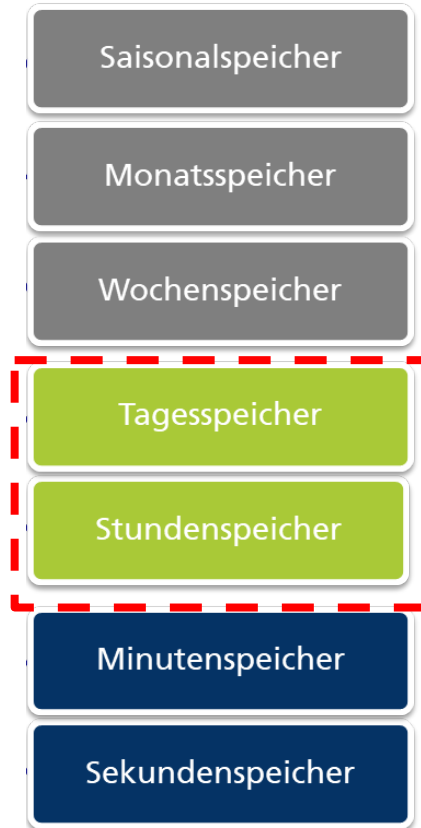 Saisonalspeicher
Monatsspeicher
Wochenspeicher
Tagesspeicher
Stundenspeicher
Minutenspeicher
Sekundenspeicher